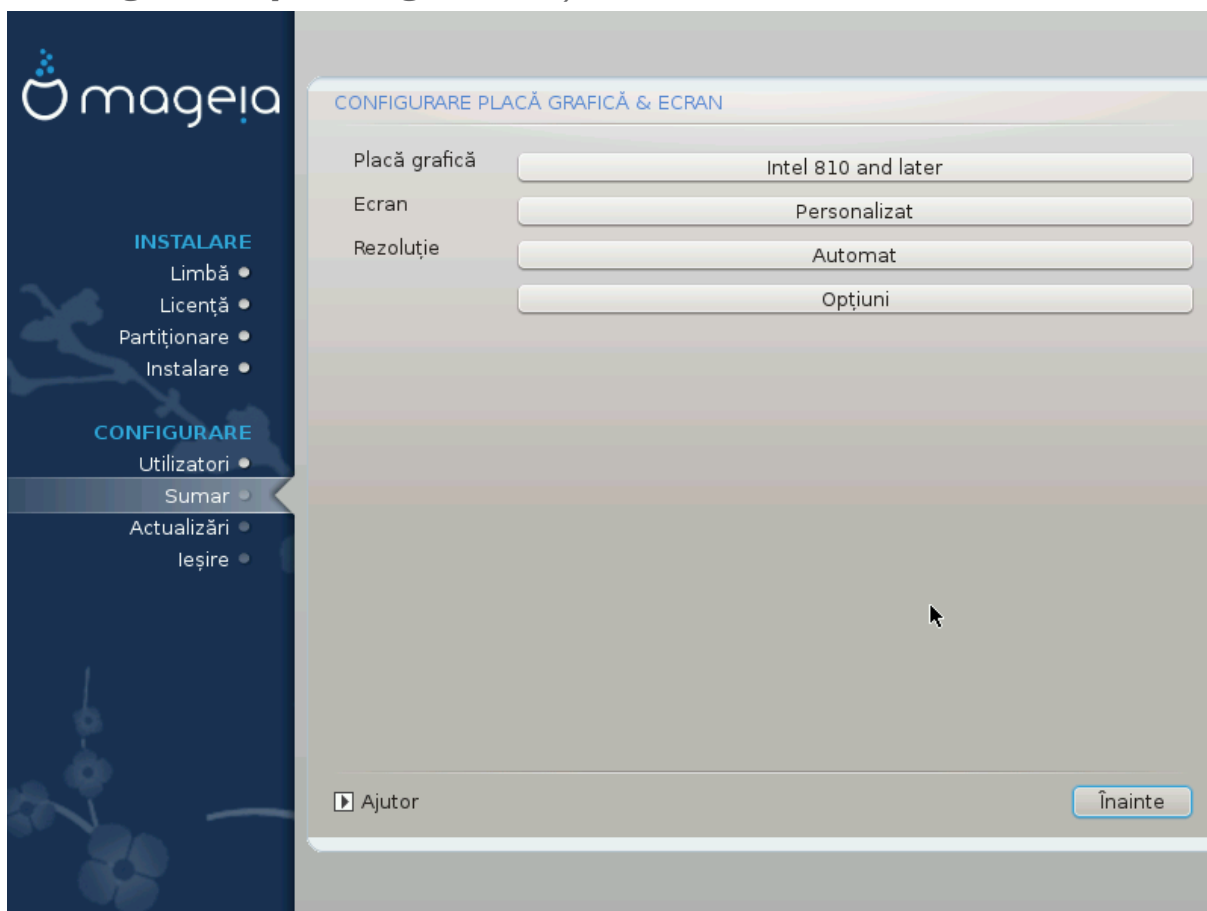 mageia
CONFIGURARE PLACĂ GRAFICĂ & ECRAN
Placă grafică
Intel 810 and later
Ecran
Personalizat
Rezoluție
Automat
Opțiuni
INSTALARE
Limbă
Licență
Partiționare
Instalare
CONFIGURARE
Utilizatori
Sumar
Actualizări
Ieșire
Ajutor
Înainte